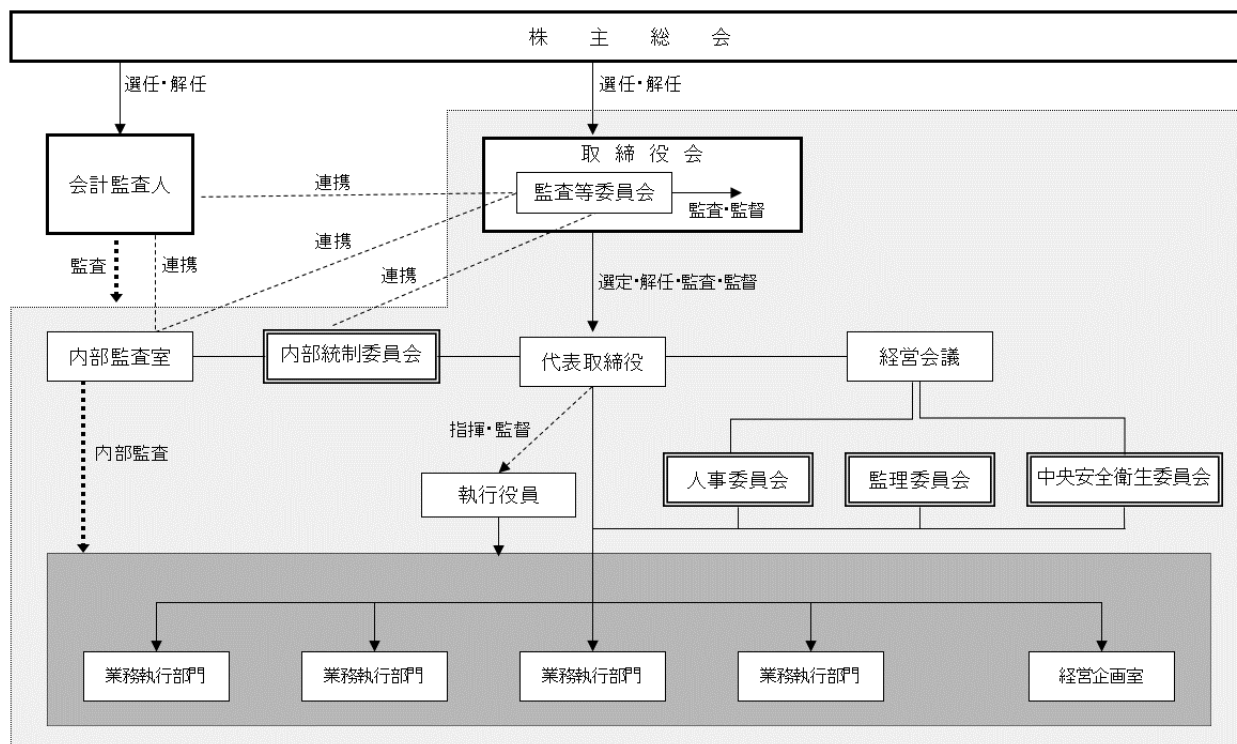 株主総会
選任・解任
選任・解任
取締役会
会計監査人
連携
監査等委員会
監査・監督
監査
連携
連携
連携
選定・解任・監査・監督
内部監査室
内部統制委員会
代表取締役
経営会議
指揮・監督
内部監査
執行役員
人事委員会
監理委員会
中央安全衛生委員会
業務執行部門
業務執行部門
業務執行部門
業務執行部門
経営企画室